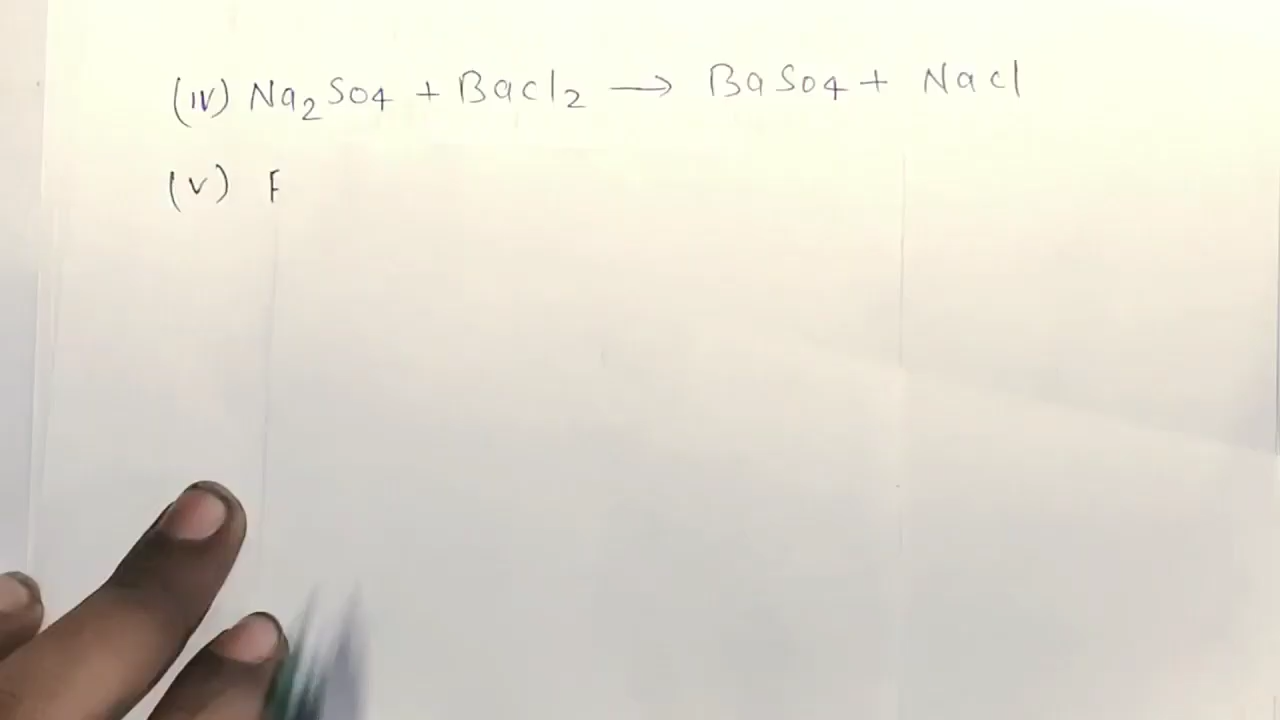 (IV) Na2SO4 + BaCl2 → BaSO4 + NaCl
(V) F